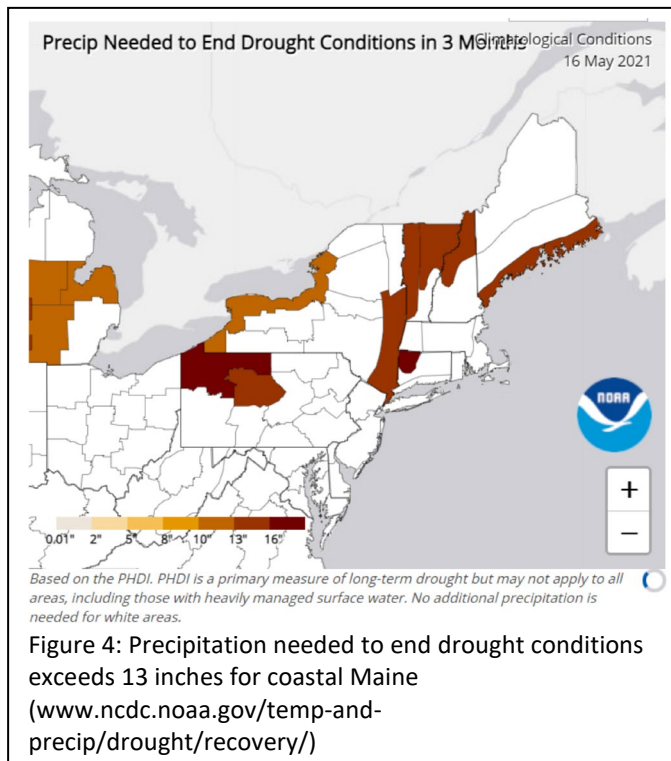 Precip Needed to End Drought Conditions in 3 Months
Climatological Conditions
16 May 2021
NOAA
+
−
0.01" 2" 5" 8" 10" 13" 16"
Based on the PHDI. PHDI is a primary measure of long-term drought but may not apply to all
areas, including those with heavily managed surface water. No additional precipitation is
needed for white areas.
Figure 4: Precipitation needed to end drought conditions
exceeds 13 inches for coastal Maine
(www.ncdc.noaa.gov/temp-and-
precip/drought/recovery/)